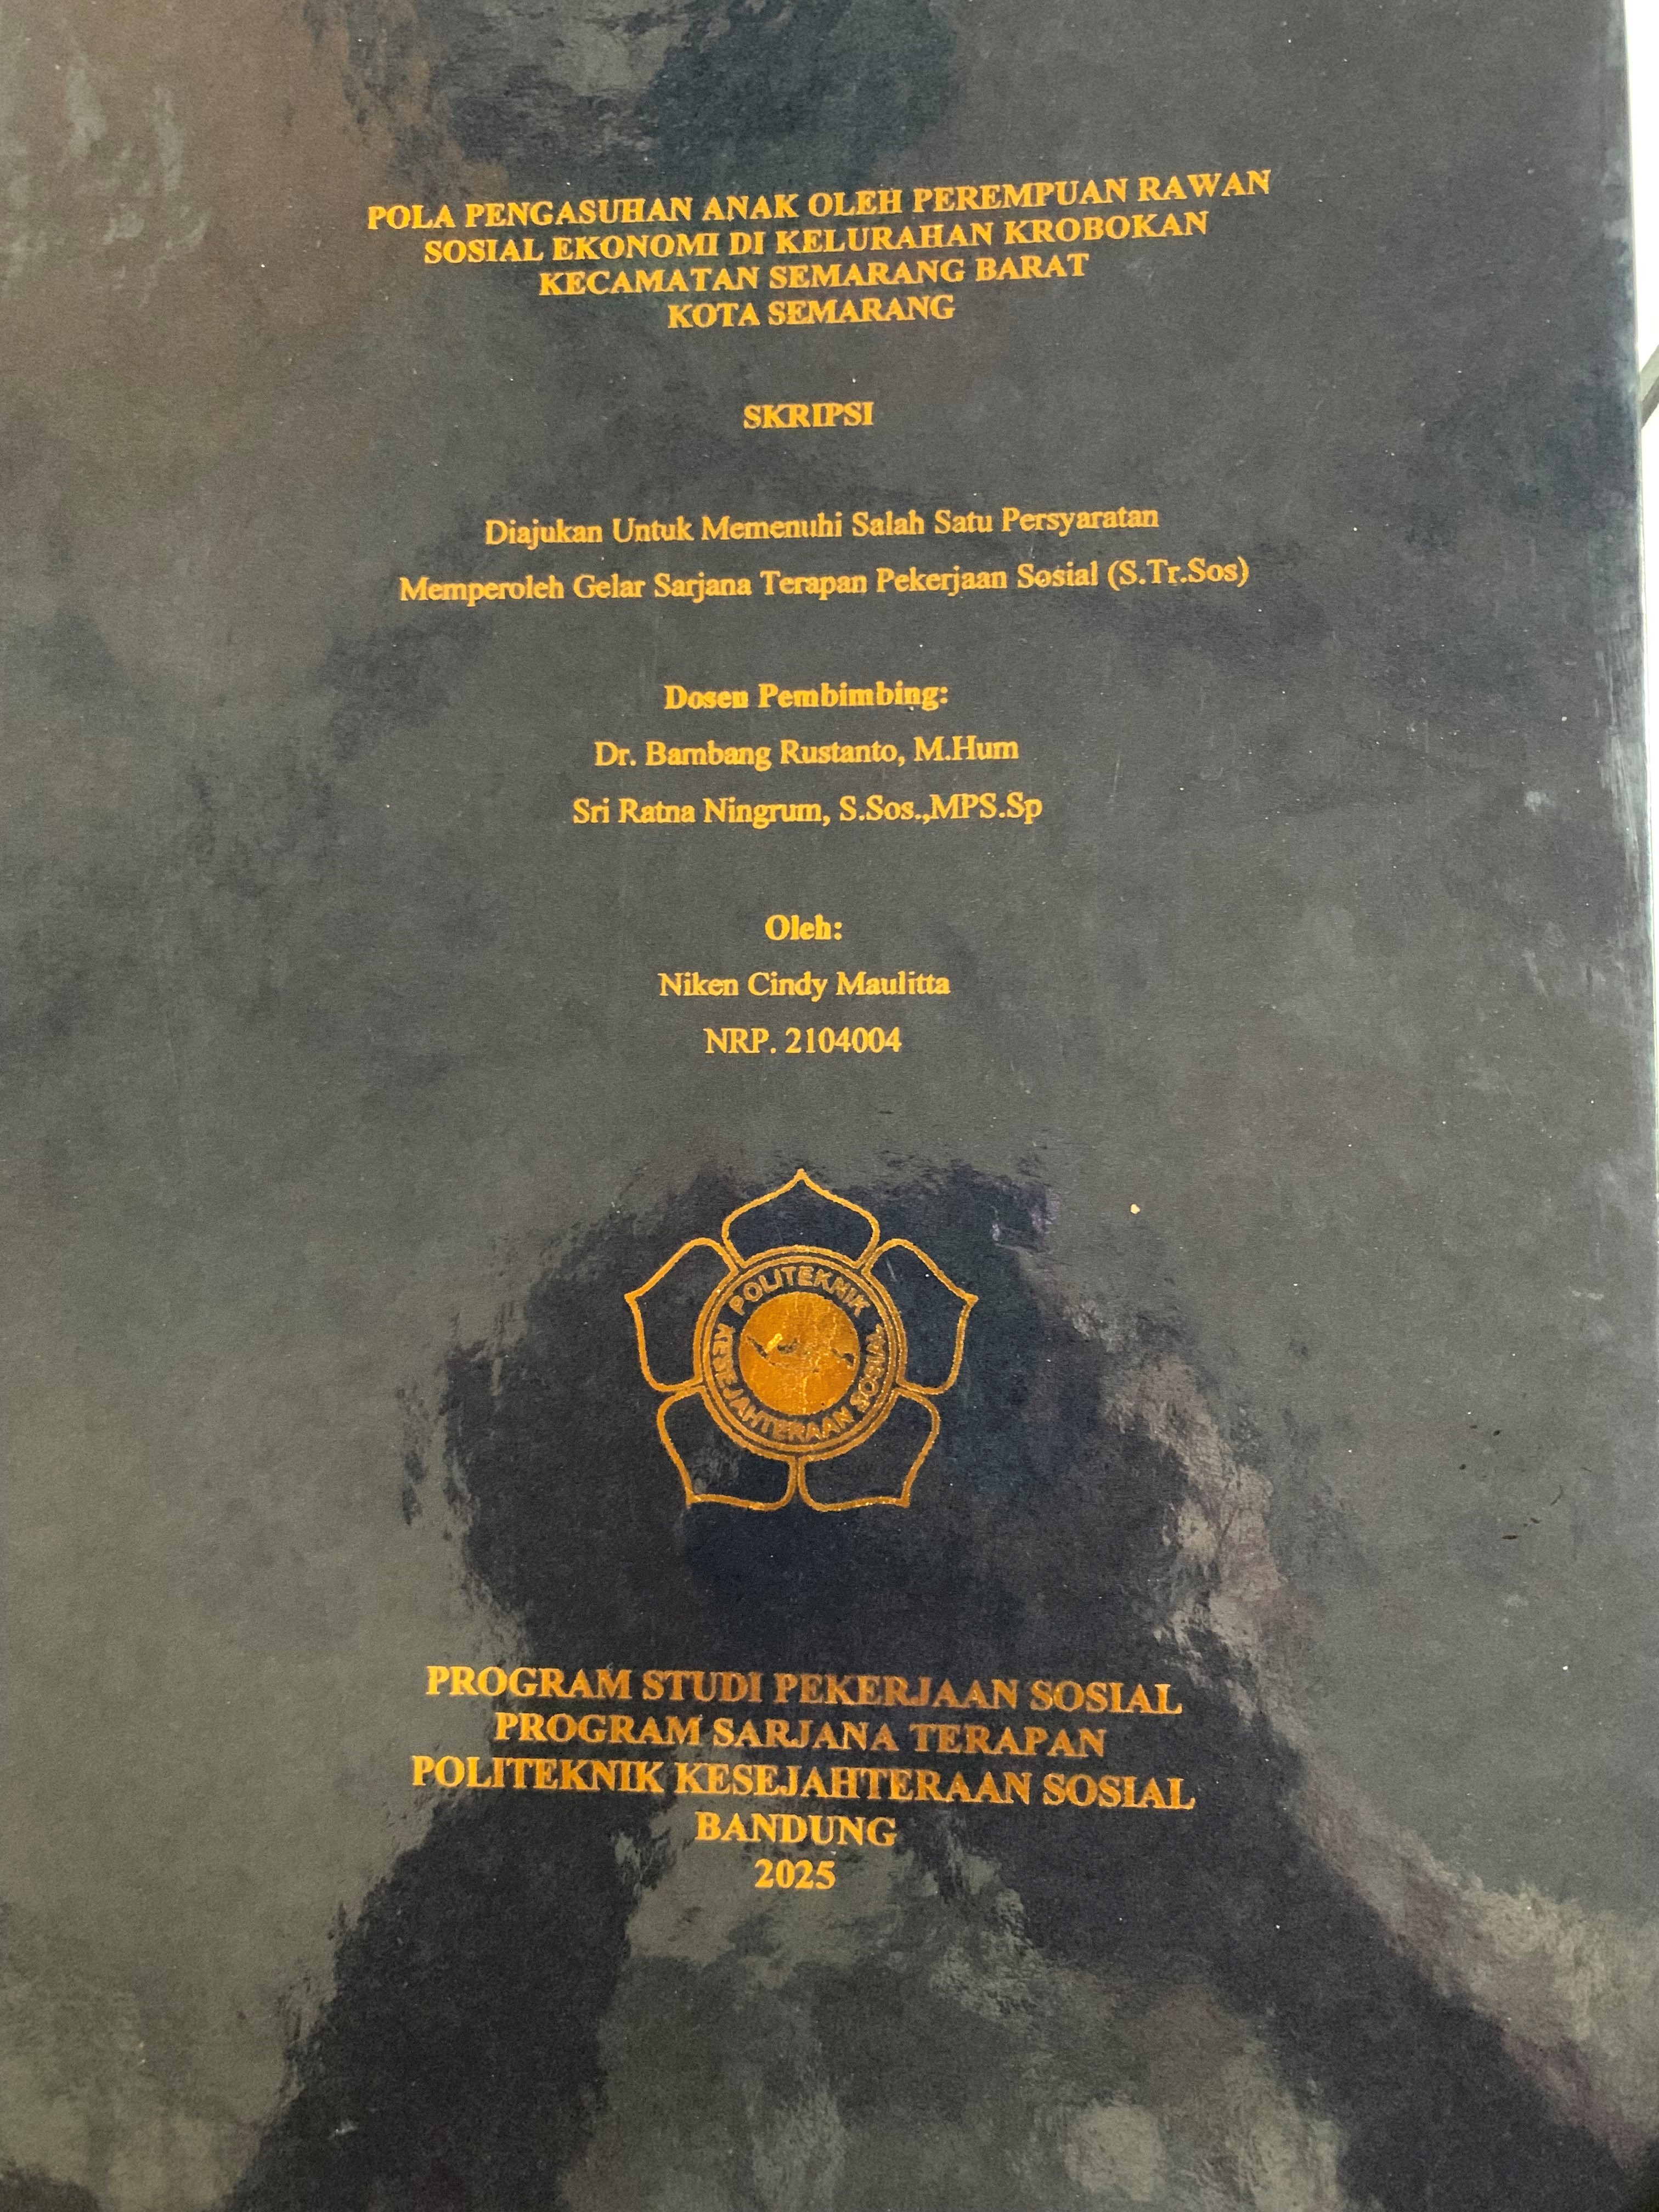 POLA PENGASUHAN ANAK OLEH PEREMPUAN RAWAN
SOSIAL EKONOMI DI KELURAHAN KROBOKAN
KECAMATAN SEMARANG BARAT
KOTA SEMARANG
SKRIPSI
Diajukan Untuk Memenuhi Salah Satu Persyaratan
Memperoleh Gelar Sarjana Terapan Pekerjaan Sosial (S.Tr.Sos)
Dosen Pembimbing:
Dr. Bambang Rustanto, M.Hum
Sri Ratna Ningrum, S.Sos.,MPS.Sp
Oleh:
Niken Cindy Maulitta
NRP. 2104004
POLITEKNIK
KESEJAHTERAAN SOSIAL
PROGRAM STUDI PEKERJAAN SOSIAL
PROGRAM SARJANA TERAPAN
POLITEKNIK KESEJAHTERAAN SOSIAL
BANDUNG
2025